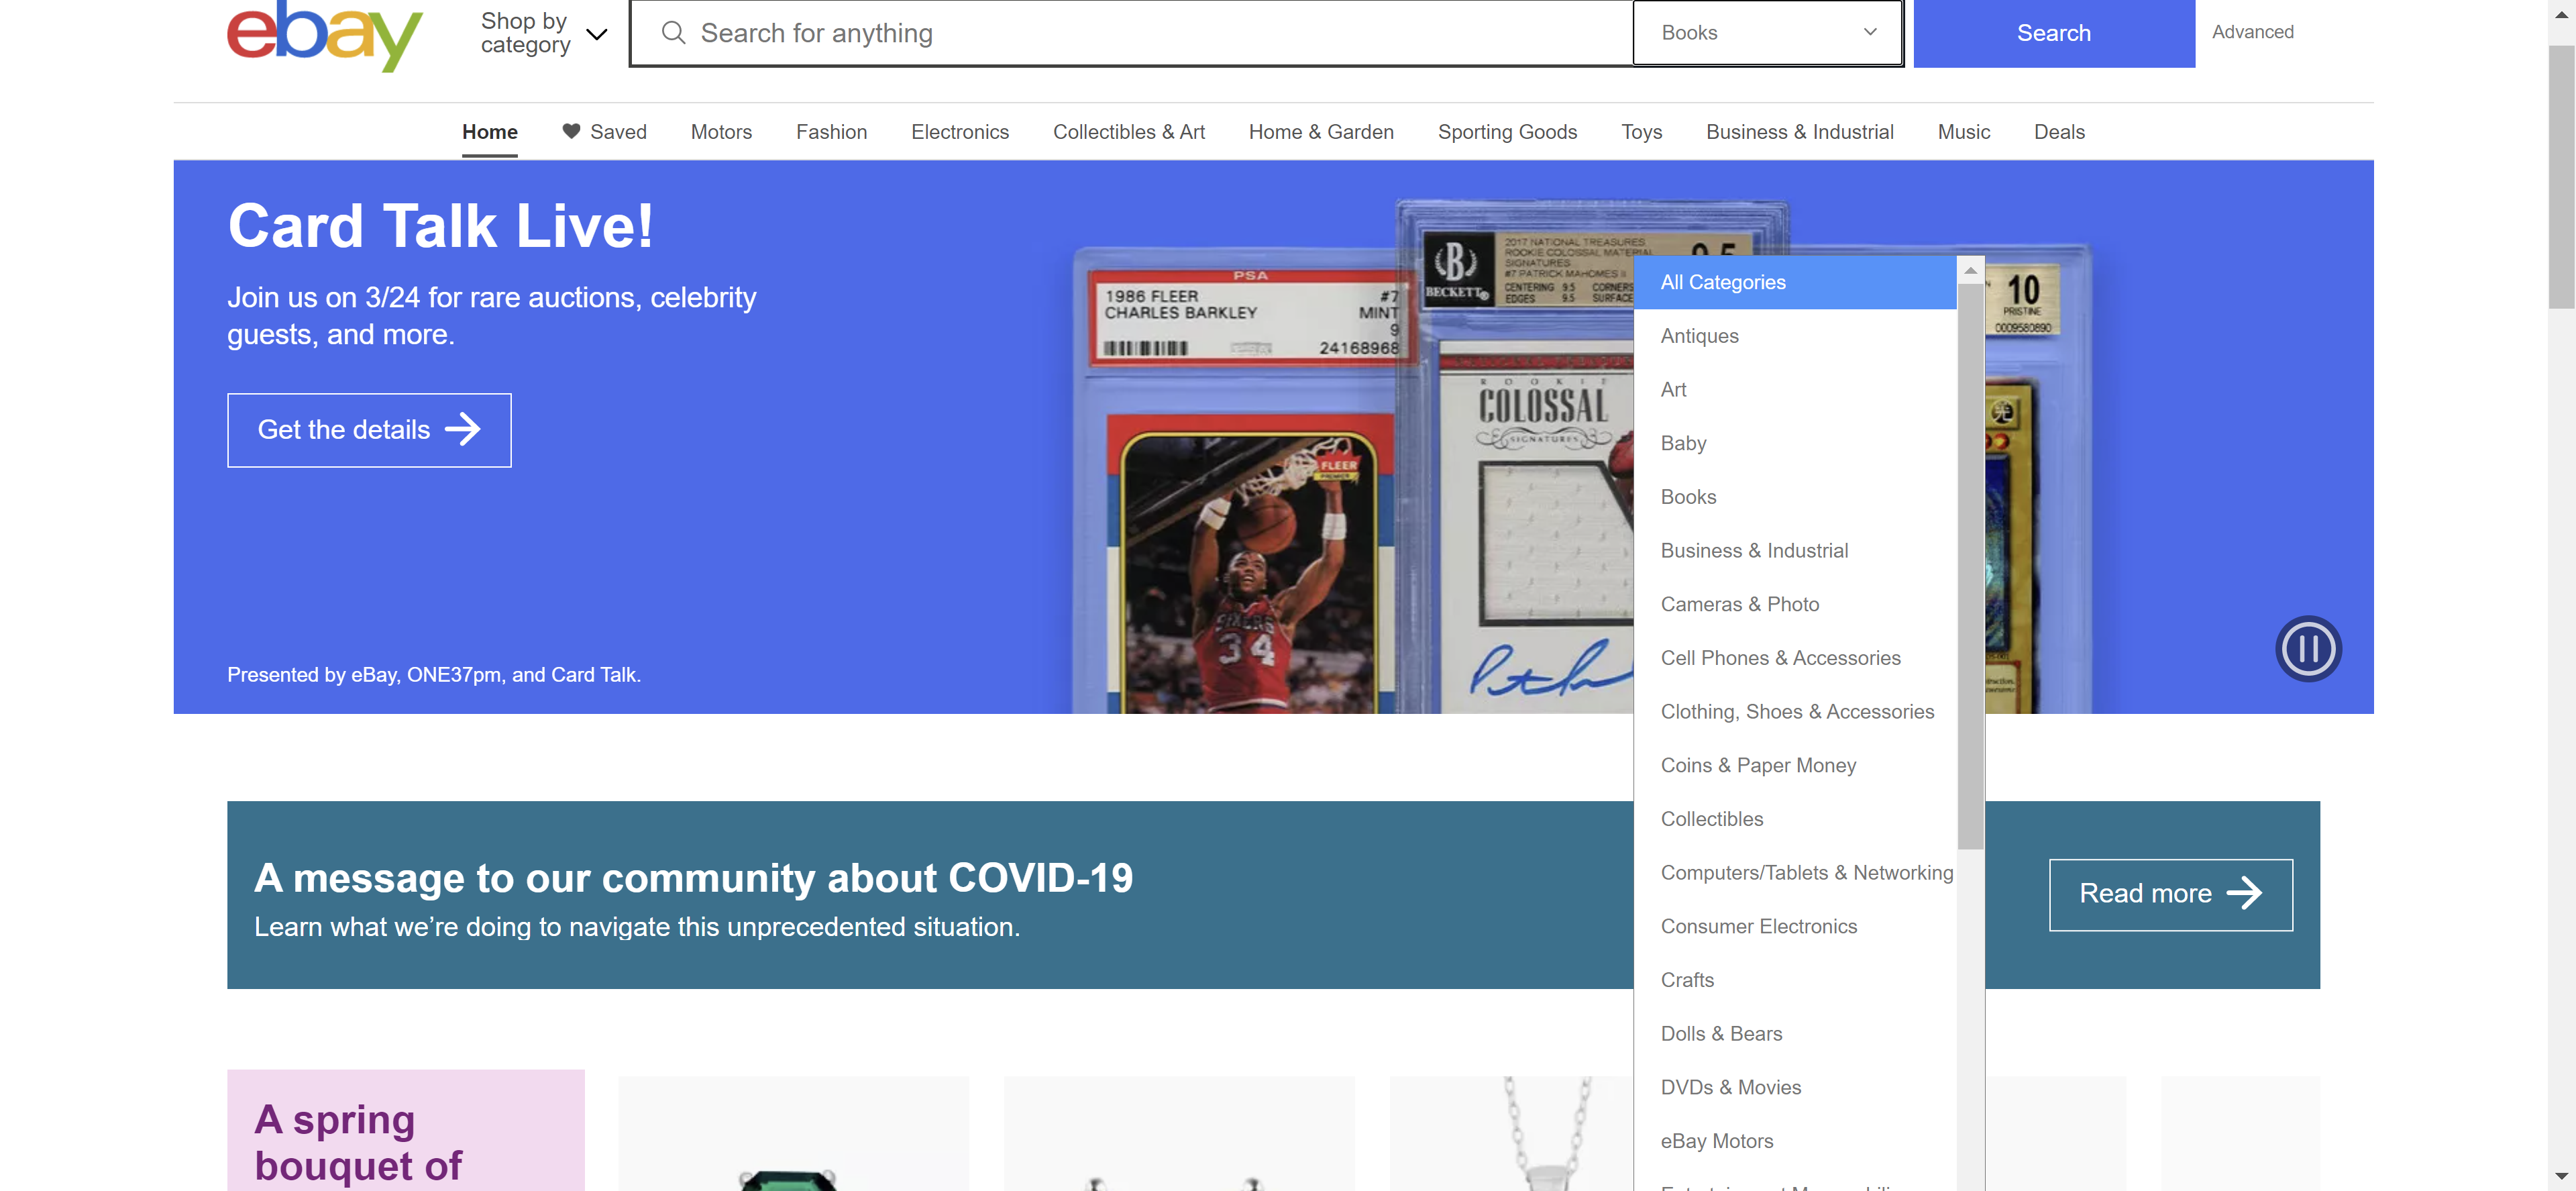 ebay
Shop by
category
Search for anything
Books
Search
Advanced
Home
Saved
Motors
Fashion
Electronics
Collectibles & Art
Home & Garden
Sporting Goods
Toys
Business & Industrial
Music
Deals
Card Talk Live!
Join us on 3/24 for rare auctions, celebrity
guests, and more.
Get the details
Presented by eBay, ONE37pm, and Card Talk.
PSA
1986 FLEER #7
CHARLES BARKLEY MINT
9
24168968
FLEER
PREMIER
34
B
BECKETT
2017 NATIONAL TREASURES
ROOKIE COLOSSAL MATERIAL
SIGNATURES
#7 PATRICK MAHOMES II
CENTERING 9.5 CORNERS
EDGES 9.5 SURFACE
9.5
ROOKIE
COLOSSAL
SIGNATURES
10
PRISTINE
0009580890
光
All Categories
Antiques
Art
Baby
Books
Business & Industrial
Cameras & Photo
Cell Phones & Accessories
Clothing, Shoes & Accessories
Coins & Paper Money
Collectibles
Computers/Tablets & Networking
Consumer Electronics
Crafts
Dolls & Bears
DVDs & Movies
eBay Motors
A message to our community about COVID-19
Learn what we’re doing to navigate this unprecedented situation.
Read more
A spring
bouquet of